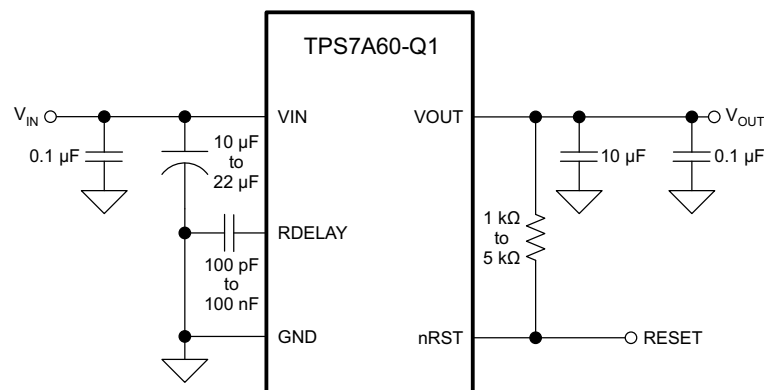 TPS7A60-Q1
VIN
VIN
VOUT
VOUT
0.1 µF
10 µF
to
22 µF
10 µF
0.1 µF
RDELAY
100 pF
to
100 nF
1 kΩ
to
5 kΩ
GND
nRST
RESET